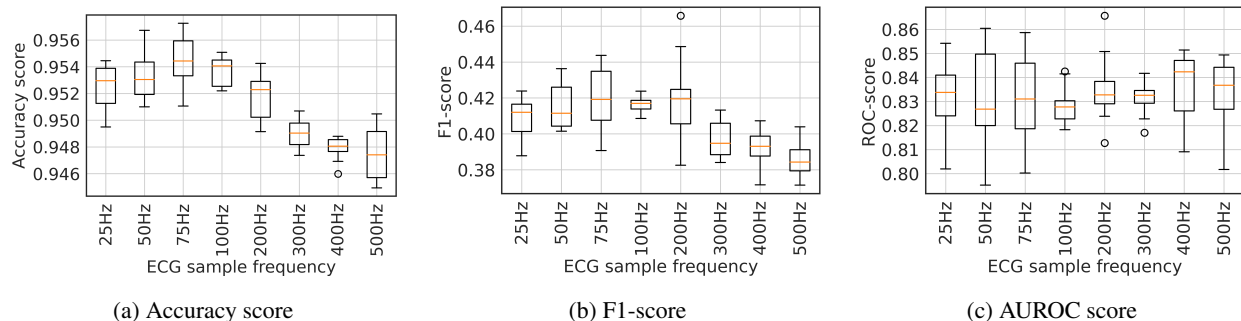 Accuracy score
0.956
0.954
0.952
0.950
0.948
0.946
25Hz
50Hz
75Hz
100Hz
200Hz
300Hz
400Hz
500Hz
ECG sample frequency
(a) Accuracy score
F1-score
0.46
0.44
0.42
0.40
0.38
25Hz
50Hz
75Hz
100Hz
200Hz
300Hz
400Hz
500Hz
ECG sample frequency
(b) F1-score
ROC-score
0.86
0.84
0.83
0.82
0.81
0.80
25Hz
50Hz
75Hz
100Hz
200Hz
300Hz
400Hz
500Hz
ECG sample frequency
(c) AUROC score